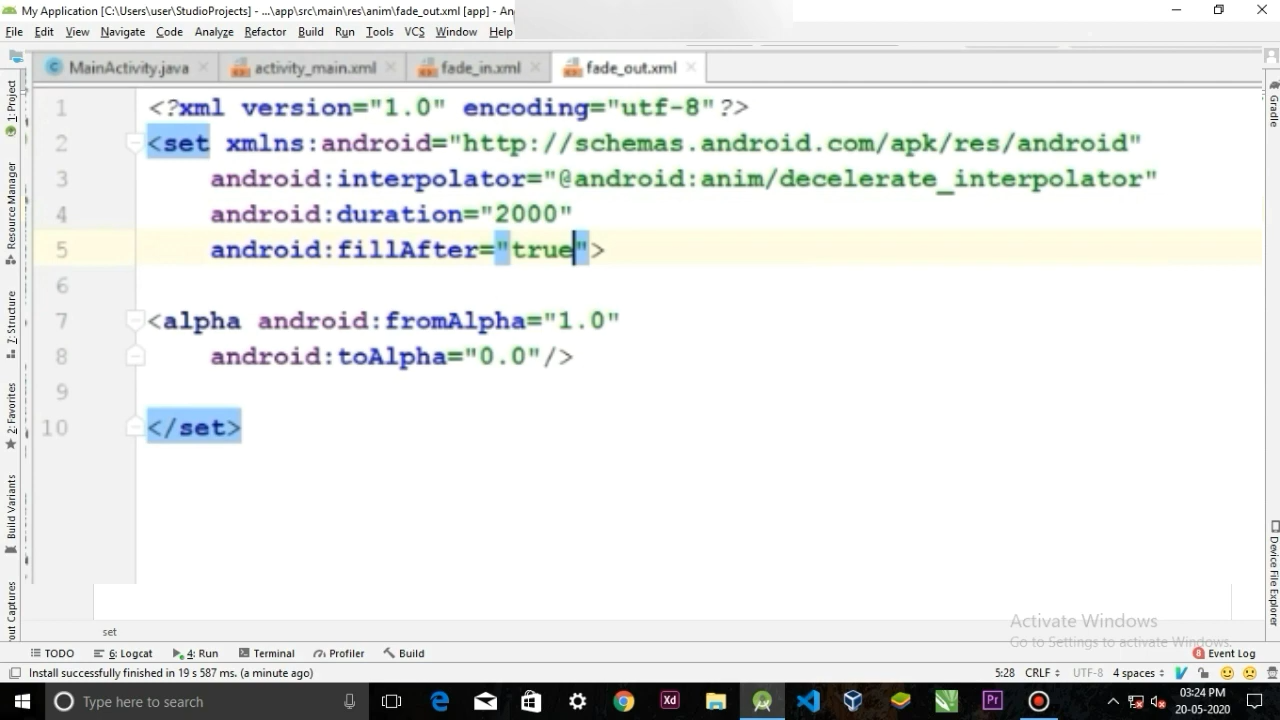 My Application [C:\Users\user\StudioProjects] - ...\app\src\main\res\anim\fade_out.xml [app] - An
File Edit View Navigate Code Analyze Refactor Build Run Tools VCS Window Help
MainActivity.java activity_main.xml fade_in.xml fade_out.xml
1 <?xml version="1.0" encoding="utf-8"?>
2 <set xmlns:android="http://schemas.android.com/apk/res/android"
3 android:interpolator="@android:anim/decelerate_interpolator"
4 android:duration="2000"
5 android:fillAfter="true">
6
7 <alpha android:fromAlpha="1.0"
8 android:toAlpha="0.0"/>
9
10 </set>
1: Project
Resource Manager
7: Structure
2: Favorites
Build Variants
out Captures
Gradle
Device File Explorer
set
Activate Windows
Go to Settings to activate Windows.
TODO 6: Logcat 4: Run Terminal Profiler Build 8 Event Log
Install successfully finished in 19 s 587 ms. (a minute ago) 5:28 CRLF UTF-8 4 spaces
Type here to search Xd Pr 03:24 PM
20-05-2020